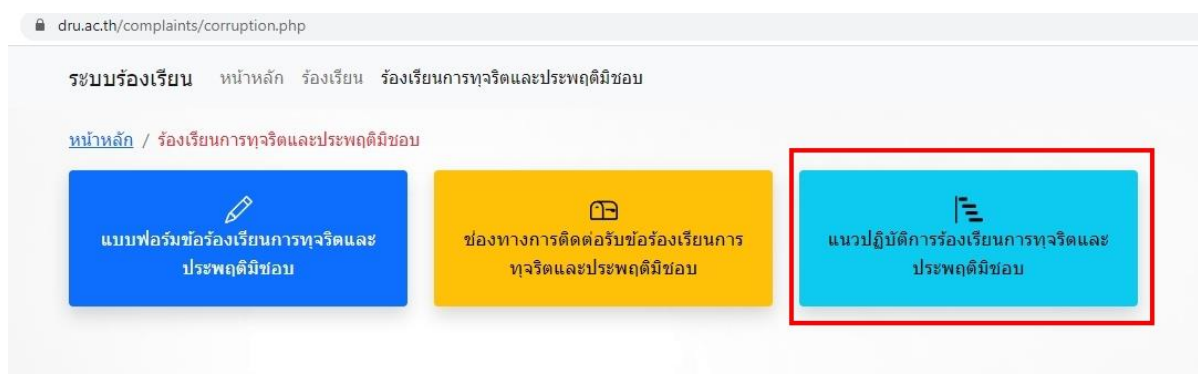 dru.ac.th/complaints/corruption.php
ระบบร้องเรียน หน้าหลัก ร้องเรียน ร้องเรียนการทุจริตและประพฤติมิชอบ
หน้าหลัก / ร้องเรียนการทุจริตและประพฤติมิชอบ
แบบฟอร์มข้อร้องเรียนการทุจริตและ
ประพฤติมิชอบ
ช่องทางการติดต่อรับข้อร้องเรียนการ
ทุจริตและประพฤติมิชอบ
แนวปฏิบัติการร้องเรียนการทุจริตและ
ประพฤติมิชอบ